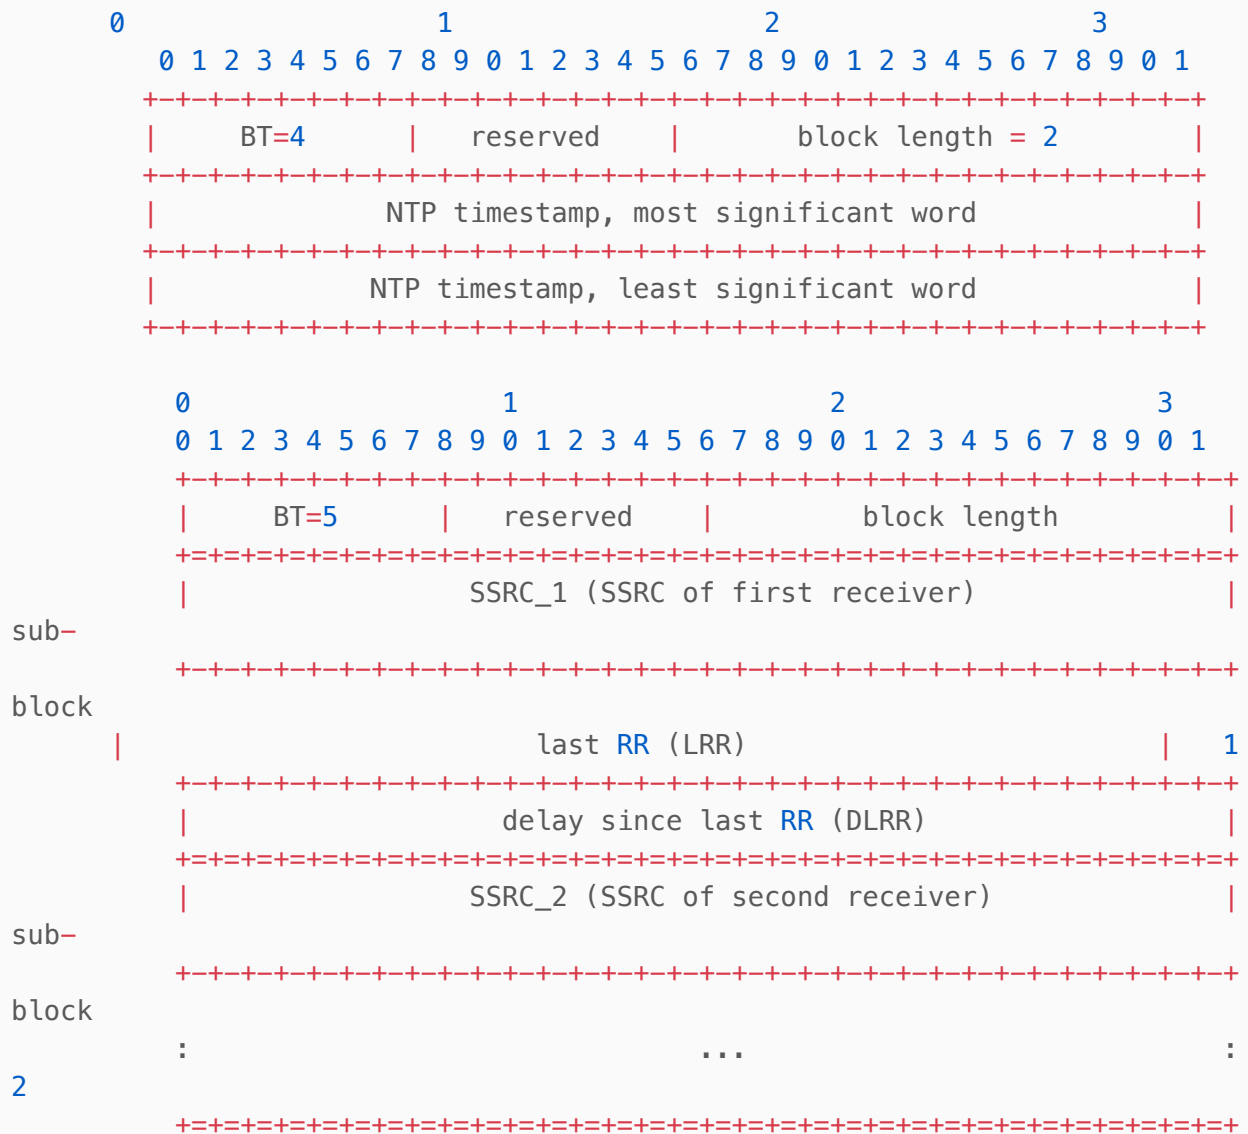 0                   1                   2                   3
0 1 2 3 4 5 6 7 8 9 0 1 2 3 4 5 6 7 8 9 0 1 2 3 4 5 6 7 8 9 0 1
+-+-+-+-+-+-+-+-+-+-+-+-+-+-+-+-+-+-+-+-+-+-+-+-+-+-+-+-+-+-+-+-+
|     BT=4      |   reserved    |       block length = 2        |
+-+-+-+-+-+-+-+-+-+-+-+-+-+-+-+-+-+-+-+-+-+-+-+-+-+-+-+-+-+-+-+-+
|              NTP timestamp, most significant word             |
+-+-+-+-+-+-+-+-+-+-+-+-+-+-+-+-+-+-+-+-+-+-+-+-+-+-+-+-+-+-+-+-+
|             NTP timestamp, least significant word             |
+-+-+-+-+-+-+-+-+-+-+-+-+-+-+-+-+-+-+-+-+-+-+-+-+-+-+-+-+-+-+-+-+
0                   1                   2                   3
0 1 2 3 4 5 6 7 8 9 0 1 2 3 4 5 6 7 8 9 0 1 2 3 4 5 6 7 8 9 0 1
+-+-+-+-+-+-+-+-+-+-+-+-+-+-+-+-+-+-+-+-+-+-+-+-+-+-+-+-+-+-+-+-+
|     BT=5      |   reserved    |         block length          |
+=+=+=+=+=+=+=+=+=+=+=+=+=+=+=+=+=+=+=+=+=+=+=+=+=+=+=+=+=+=+=+=+
|                 SSRC_1 (SSRC of first receiver)               |
sub-
+-+-+-+-+-+-+-+-+-+-+-+-+-+-+-+-+-+-+-+-+-+-+-+-+-+-+-+-+-+-+-+-+
block
|                         last RR (LRR)                         |   1
+-+-+-+-+-+-+-+-+-+-+-+-+-+-+-+-+-+-+-+-+-+-+-+-+-+-+-+-+-+-+-+-+
|                   delay since last RR (DLRR)                  |
+=+=+=+=+=+=+=+=+=+=+=+=+=+=+=+=+=+=+=+=+=+=+=+=+=+=+=+=+=+=+=+=+
|                 SSRC_2 (SSRC of second receiver)              |
sub-
+-+-+-+-+-+-+-+-+-+-+-+-+-+-+-+-+-+-+-+-+-+-+-+-+-+-+-+-+-+-+-+-+
block
:                               ...                             :
2
+=+=+=+=+=+=+=+=+=+=+=+=+=+=+=+=+=+=+=+=+=+=+=+=+=+=+=+=+=+=+=+=+